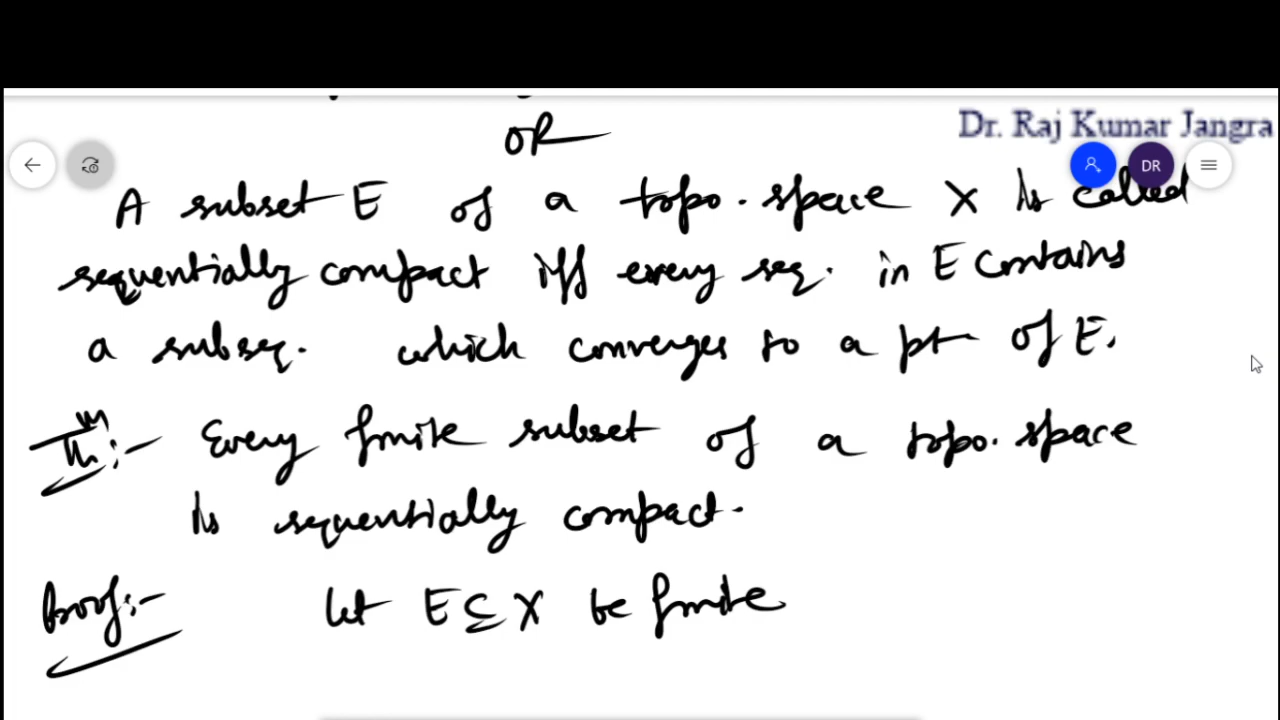 OR
Dr. Raj Kumar Jangra
DR
A subset E of a topo. space X is called
sequentially compact iff every seq. in E contains
a subseq. which converges to a pt of E.
Thm:- Every finite subset of a topo. space
is sequentially compact.
Proof:- Let E ⊆ X be finite